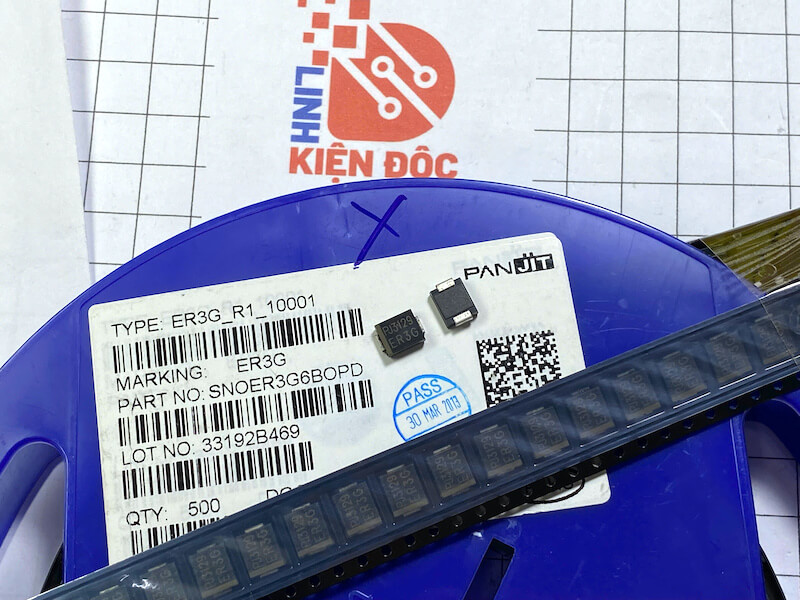 LINH
KIỆN ĐỘC
X
PANJIT
TYPE: ER3G_R1_10001
MARKING: ER3G
PART NO: SNOER3G6BOPD
LOT NO: 33192B469
QTY: 500
PJ3129
ER3G
PASS
30 MAR 2013